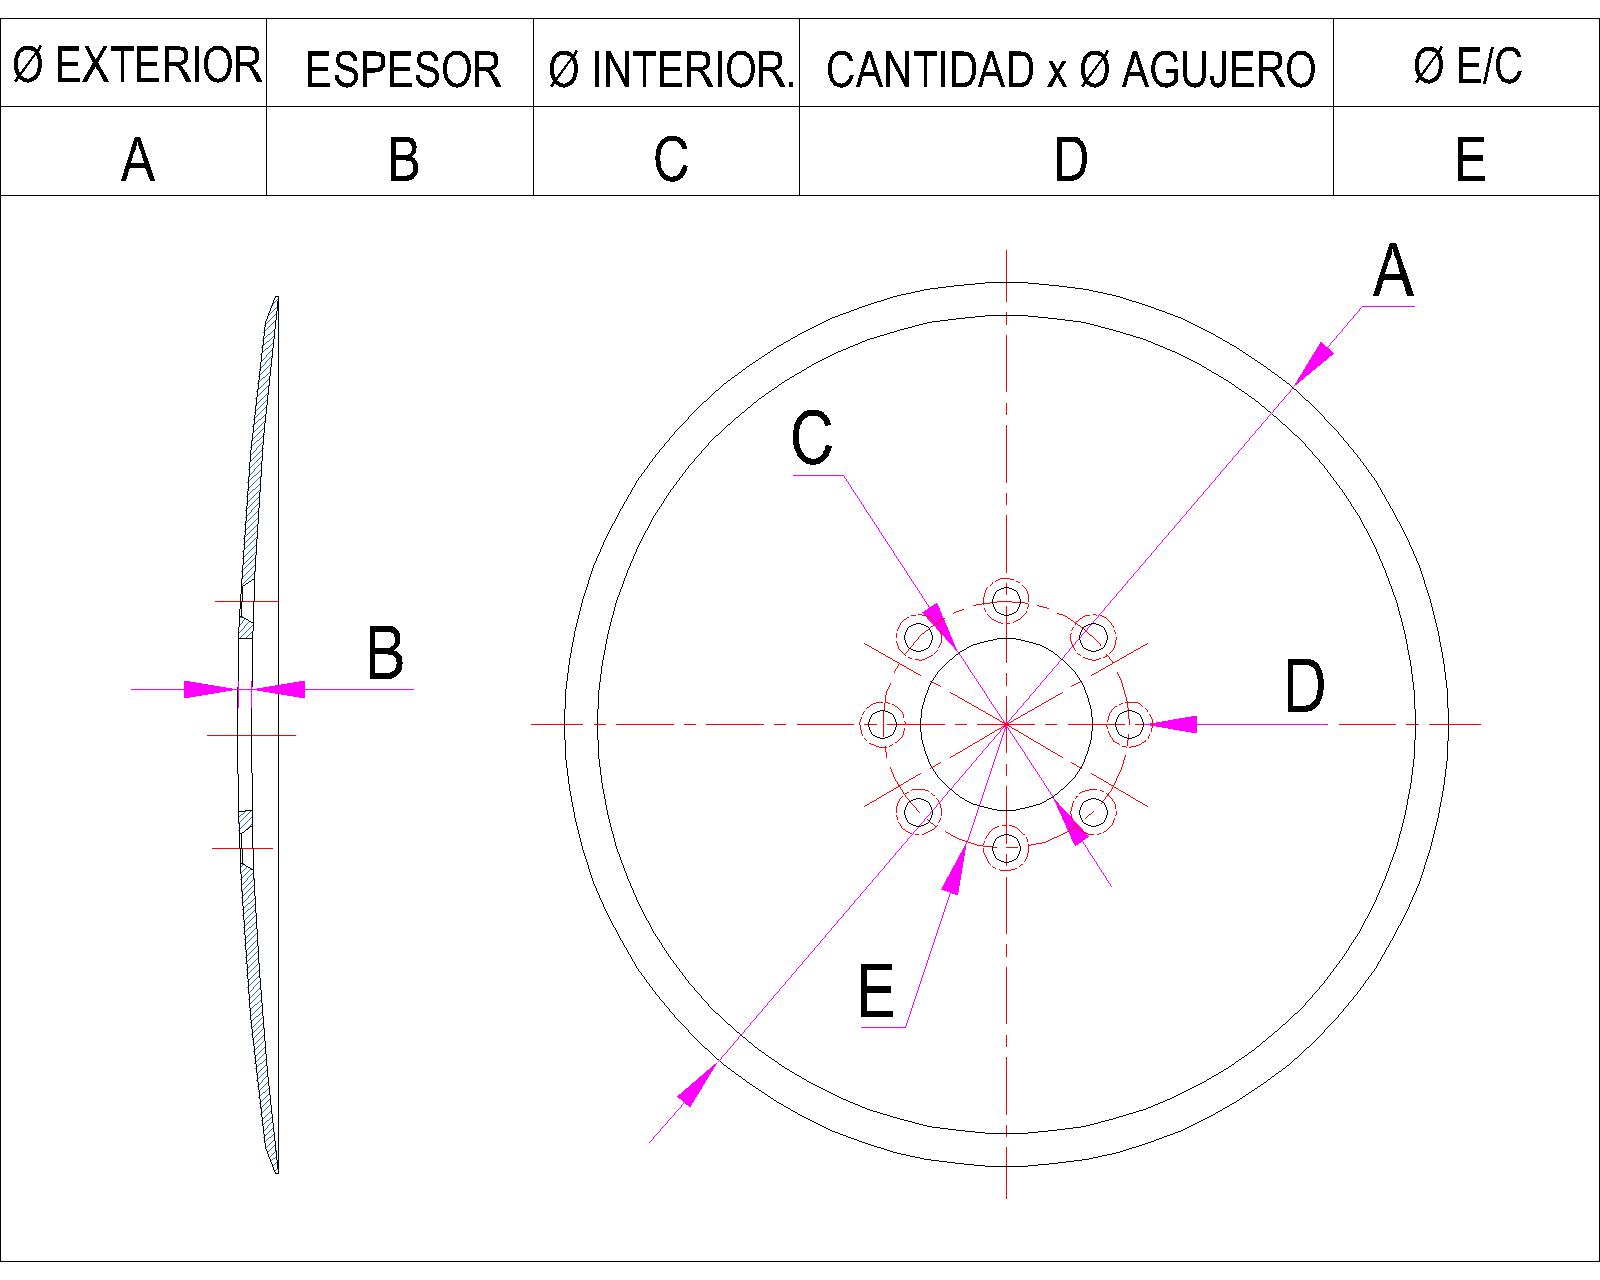 Ø EXTERIOR ESPESOR Ø INTERIOR. CANTIDAD x Ø AGUJERO Ø E/C
A B C D E
A
C
B
D
E